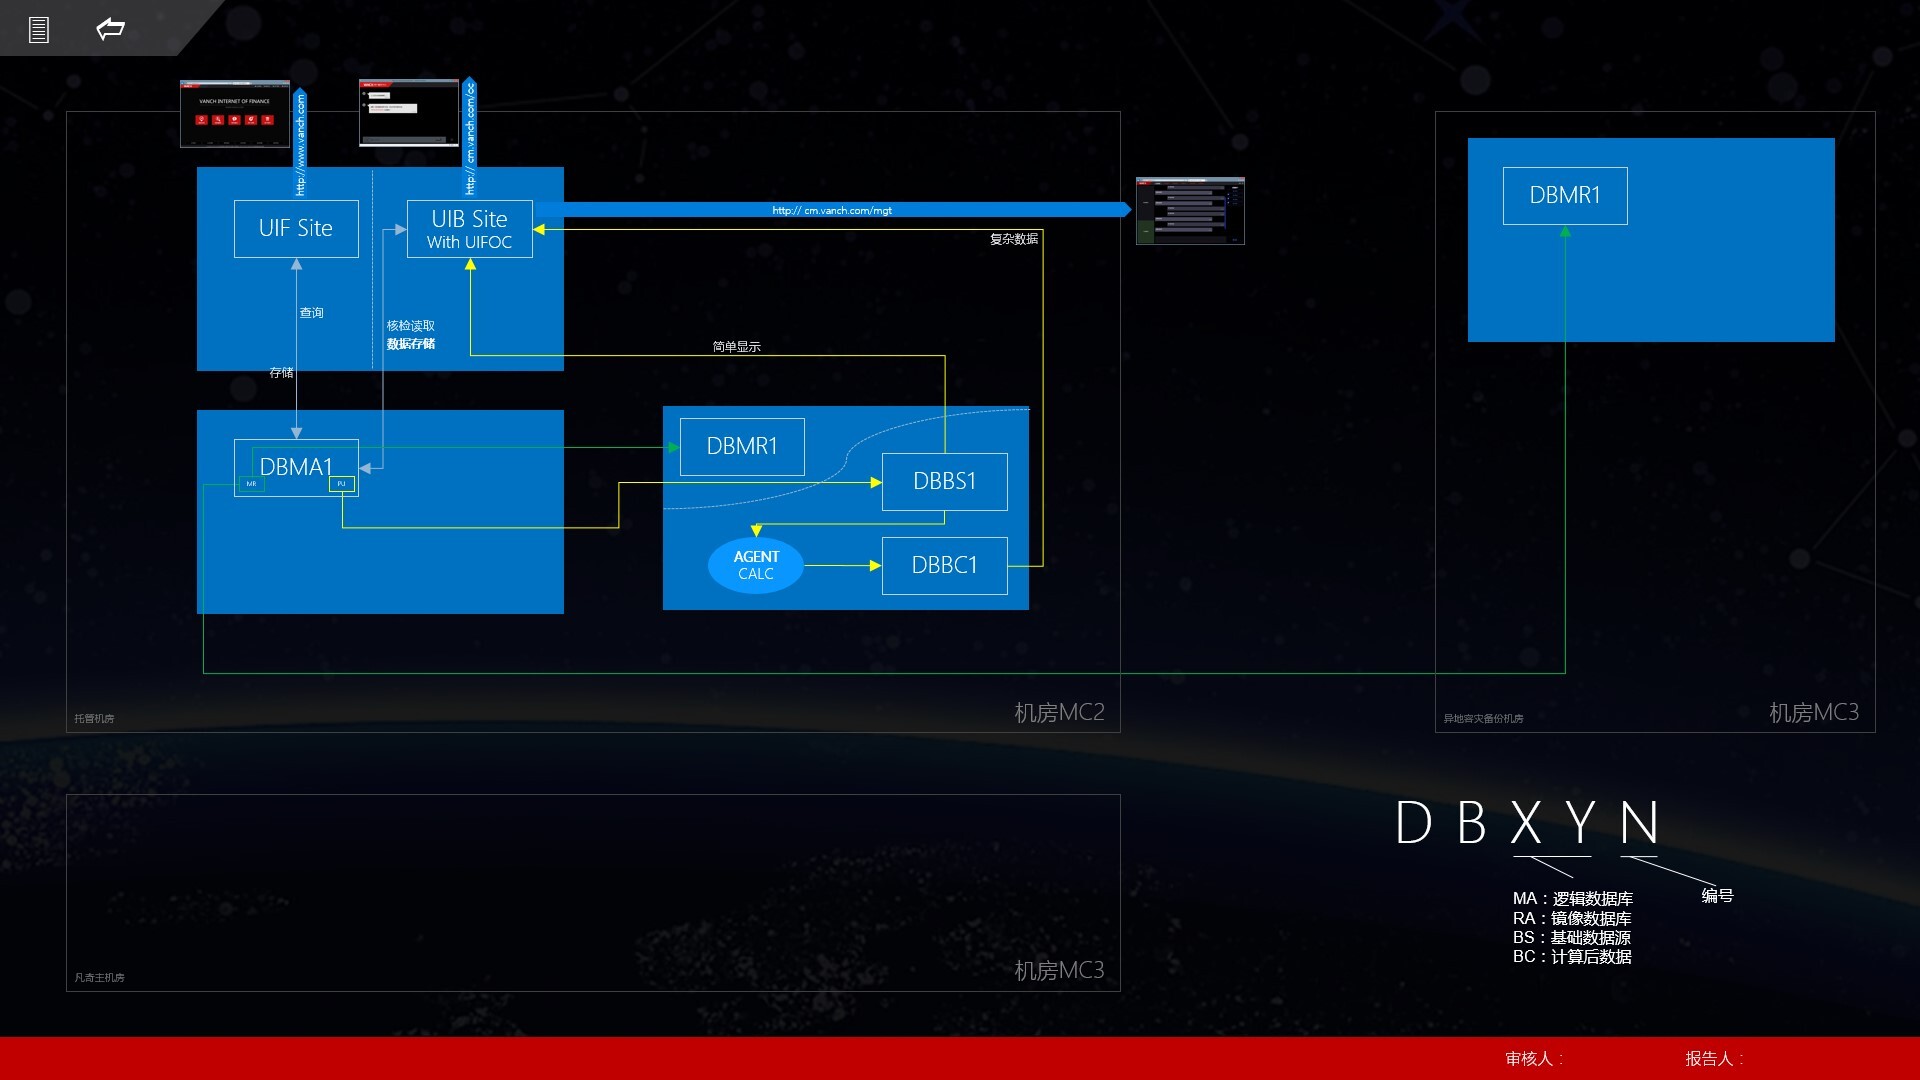 VANCH INTERNET OF FINANCE
http://www.vanch.com
http:// cm.vanch.com/oc
UIF Site
UIB Site
With UIFOC
http:// cm.vanch.com/mgt
复杂数据
DBMR1
查询
核检读取
数据存储
简单显示
存储
DBMA1
MR
PU
DBMR1
DBBS1
AGENT
CALC
DBBC1
托管机房
机房MC2
异地容灾备份机房
机房MC3
凡奇主机房
机房MC3
D B X Y N
MA：逻辑数据库
RA：镜像数据库
BS：基础数据源
BC：计算后数据
编号
审核人：
报告人：